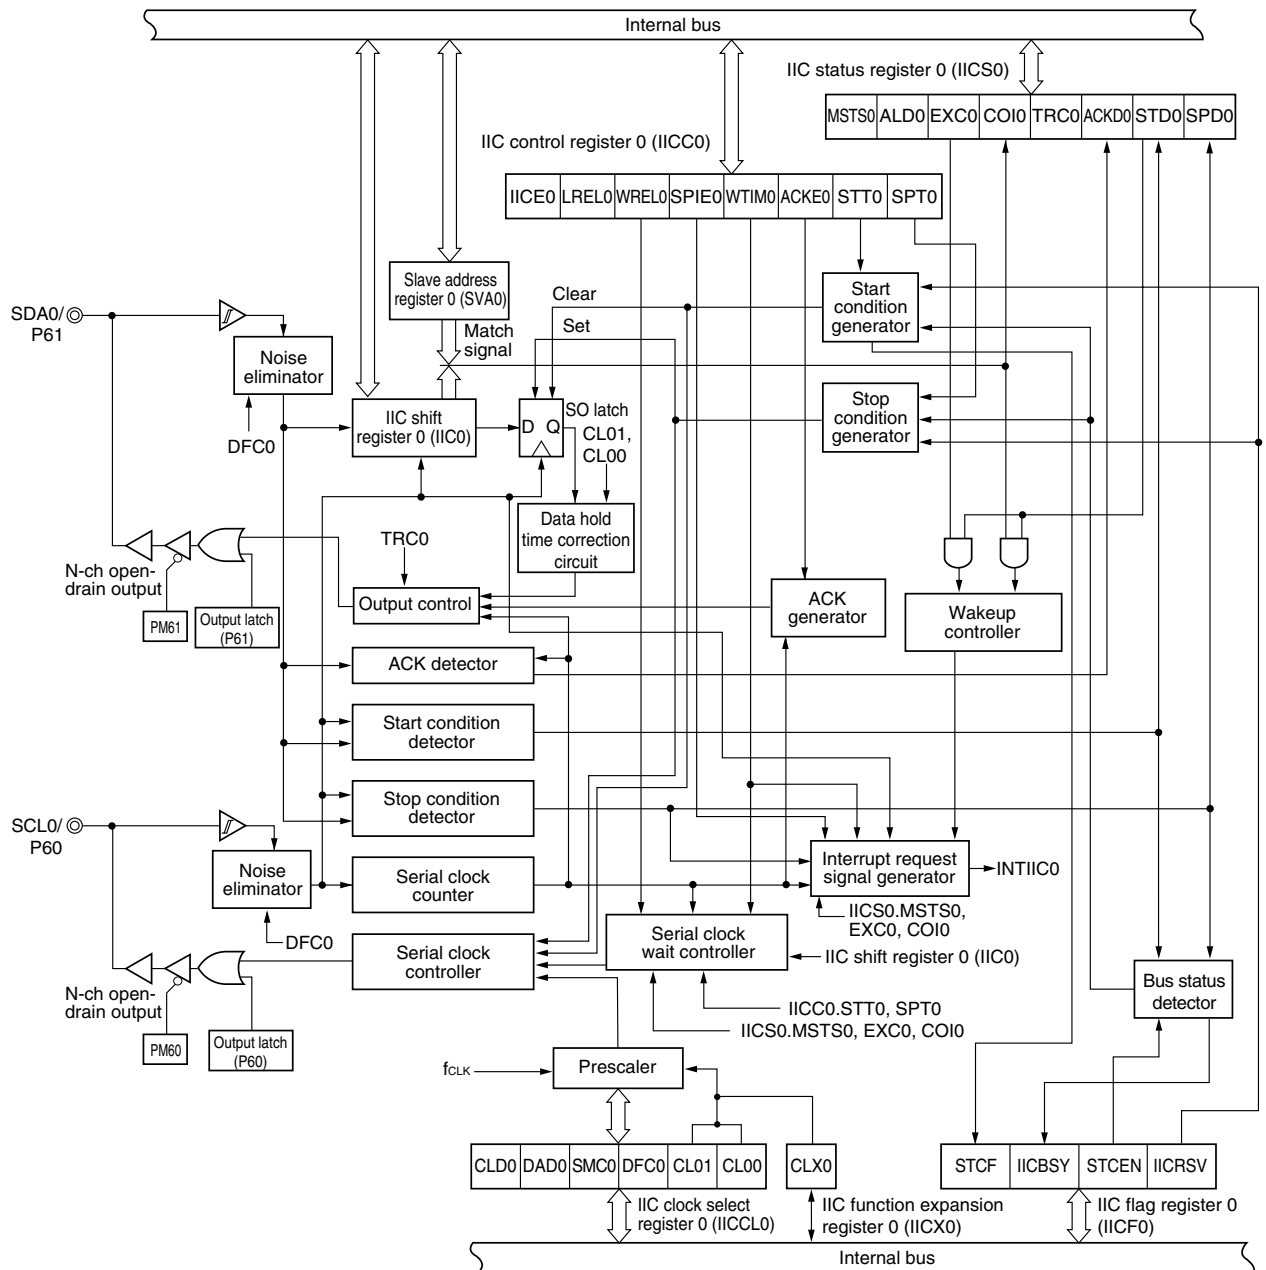 Internal bus
IIC status register 0 (IICS0)
MSTS0 ALD0 EXC0 COI0 TRC0 ACKD0 STD0 SPD0
IIC control register 0 (IICC0)
IICE0 LREL0 WREL0 SPIE0 WTIM0 ACKE0 STT0 SPT0
Slave address
register 0 (SVA0)
Clear
Set
Match
signal
Start
condition
generator
SDA0/
P61
Noise
eliminator
DFC0
IIC shift
register 0 (IIC0)
D Q
SO latch
CL01,
CL00
Stop
condition
generator
Data hold
time correction
circuit
TRC0
N-ch open-
drain output
PM61
Output latch
(P61)
Output control
ACK
generator
Wakeup
controller
ACK detector
Start condition
detector
Stop condition
detector
SCL0/
P60
Noise
eliminator
DFC0
Serial clock
counter
Interrupt request
signal generator
INTIIC0
IICS0.MSTS0,
EXC0, COI0
Serial clock
controller
Serial clock
wait controller
IIC shift register 0 (IIC0)
N-ch open-
drain output
PM60
Output latch
(P60)
IICC0.STT0, SPT0
IICS0.MSTS0, EXC0, COI0
Bus status
detector
fCLK
Prescaler
CLD0 DAD0 SMC0 DFC0 CL01 CL00
CLX0
STCF IICBSY STCEN IICRSV
IIC clock select
register 0 (IICCL0)
IIC function expansion
register 0 (IICX0)
IIC flag register 0
(IICF0)
Internal bus